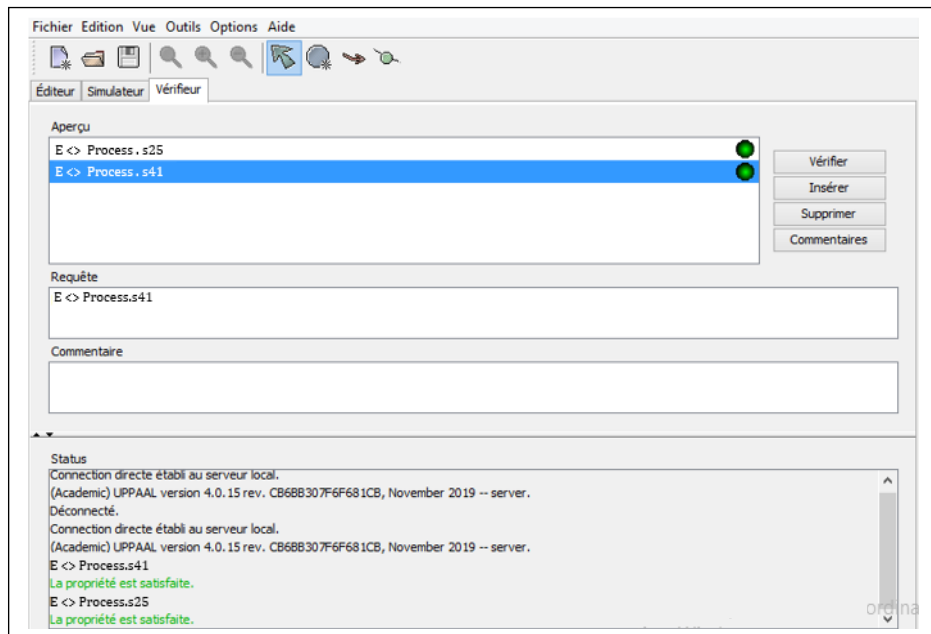 Fichier Edition Vue Outils Options Aide
Éditeur Simulateur Vérifieur
Aperçu
E <> Process.s25
E <> Process.s41
Vérifier
Insérer
Supprimer
Commentaires
Requête
E <> Process.s41
Commentaire
Status
Connection directe établi au serveur local.
(Academic) UPPAAL version 4.0.15 rev. CB6BB307F6F681CB, November 2019 -- server.
Déconnecté.
Connection directe établi au serveur local.
(Academic) UPPAAL version 4.0.15 rev. CB6BB307F6F681CB, November 2019 -- server.
E <> Process.s41
La propriété est satisfaite.
E <> Process.s25
La propriété est satisfaite.
ordina